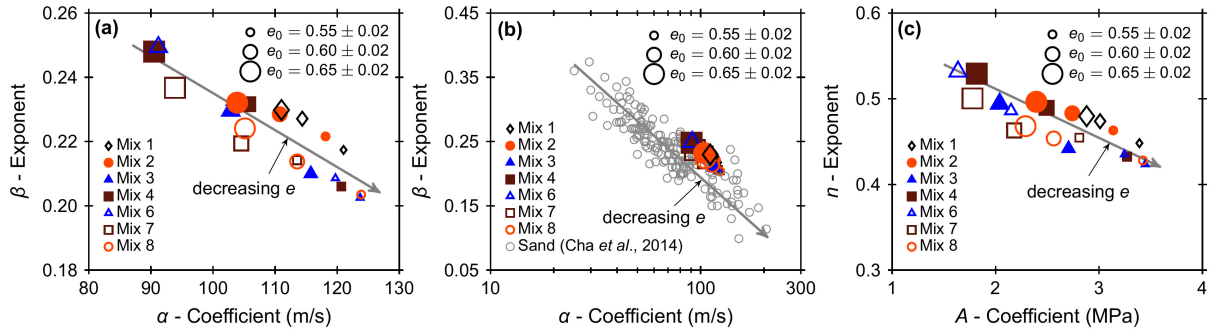 (a)
e₀ = 0.55 ± 0.02
e₀ = 0.60 ± 0.02
e₀ = 0.65 ± 0.02
0.26
0.24
0.22
0.20
0.18
β - Exponent
Mix 1
Mix 2
Mix 3
Mix 4
Mix 6
Mix 7
Mix 8
decreasing e
80 90 100 110 120 130
α - Coefficient (m/s)
(b)
e₀ = 0.55 ± 0.02
e₀ = 0.60 ± 0.02
e₀ = 0.65 ± 0.02
0.45
0.35
0.25
0.15
0.05
β - Exponent
Mix 1
Mix 2
Mix 3
Mix 4
Mix 6
Mix 7
Mix 8
Sand (Cha et al., 2014)
decreasing e
10 100 300
α - Coefficient (m/s)
(c)
e₀ = 0.55 ± 0.02
e₀ = 0.60 ± 0.02
e₀ = 0.65 ± 0.02
0.6
0.5
0.4
0.3
n - Exponent
Mix 1
Mix 2
Mix 3
Mix 4
Mix 6
Mix 7
Mix 8
decreasing e
1 2 3 4
A - Coefficient (MPa)